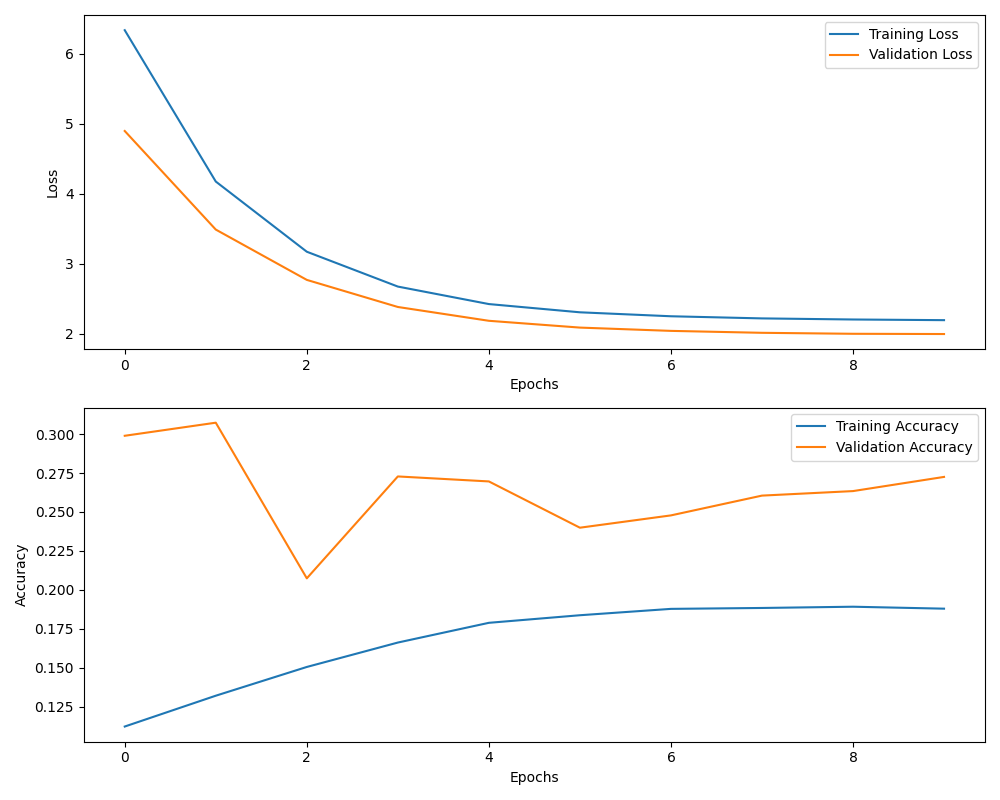 Training Loss
Validation Loss
6
5
4
3
2
Loss
0 2 4 6 8
Epochs
Training Accuracy
Validation Accuracy
0.300
0.275
0.250
0.225
0.200
0.175
0.150
0.125
Accuracy
0 2 4 6 8
Epochs